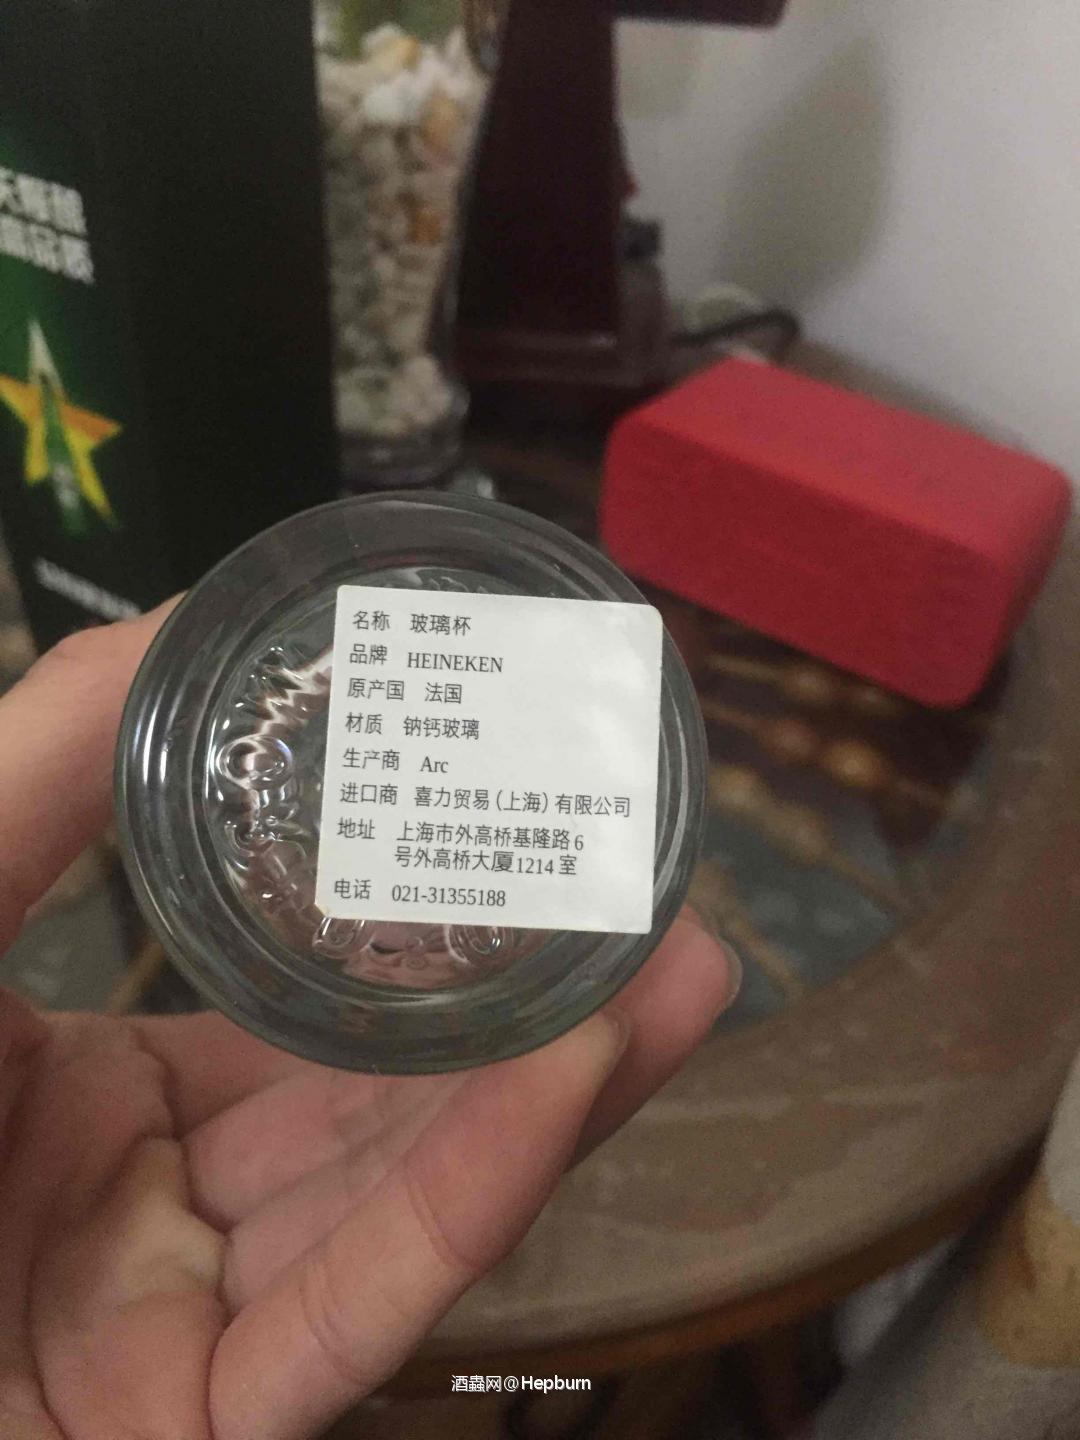 名称 玻璃杯
品牌 HEINEKEN
原产国 法国
材质 钠钙玻璃
生产商 Arc
进口商 喜力贸易（上海）有限公司
地址 上海市外高桥基隆路6
号外高桥大厦1214室
电话 021-31355188
酒蟲网@Hepburn